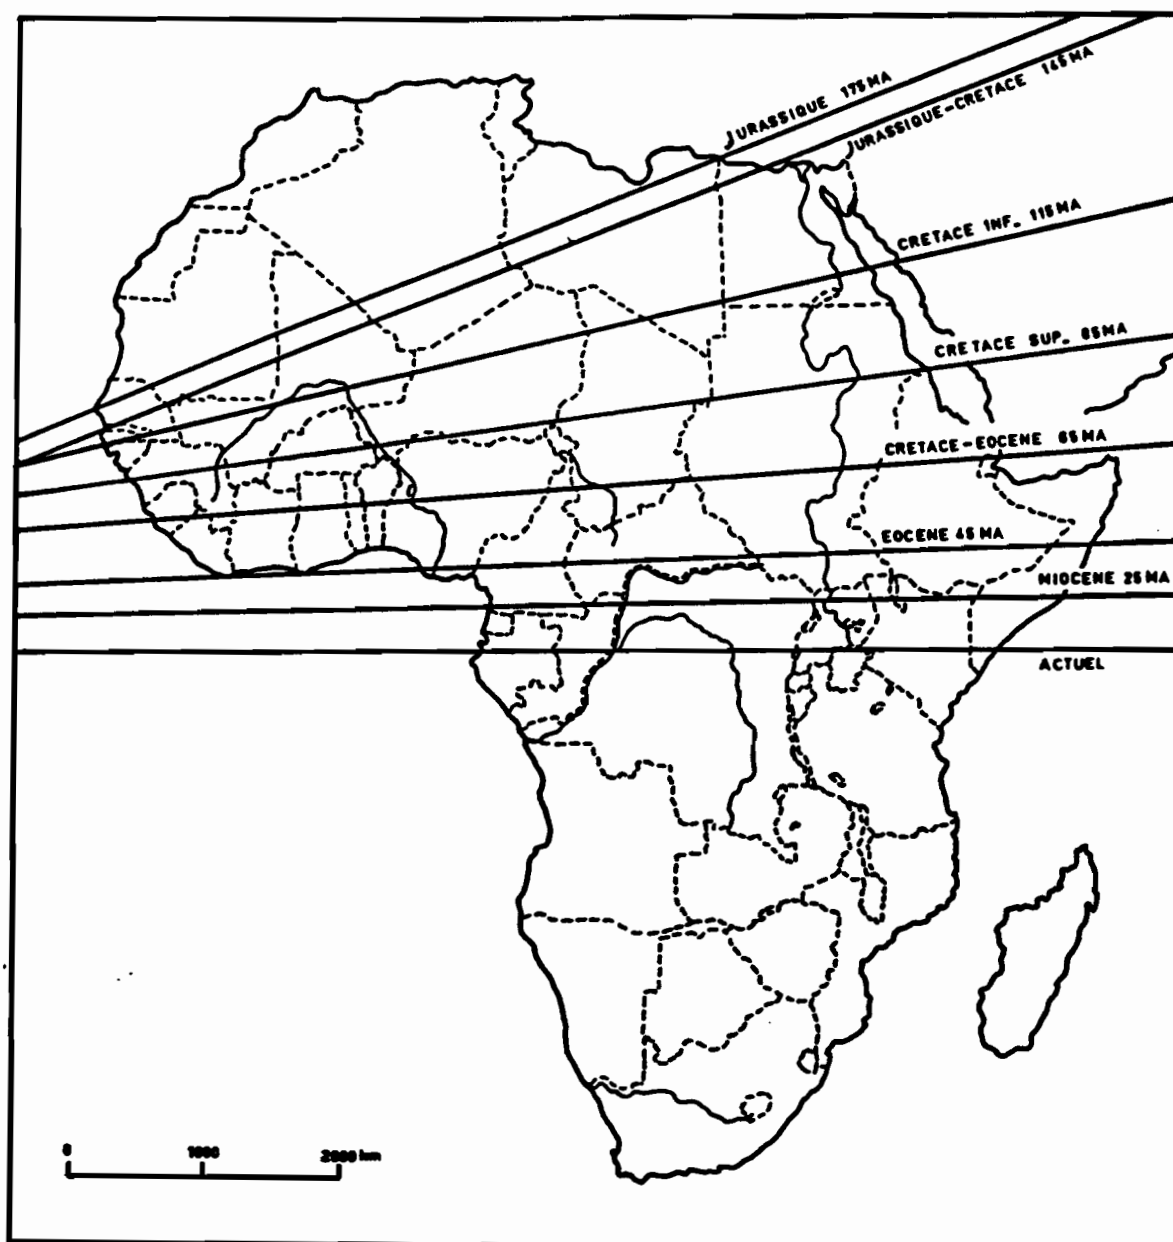 JURASSIQUE 175 MA
JURASSIQUE-CRETACE 145 MA
CRETACE INF. 115 MA
CRETACE SUP. 85 MA
CRETACE-EOCENE 65 MA
EOCENE 45 MA
MIOCENE 25 MA
ACTUEL
0 1000 2000 km